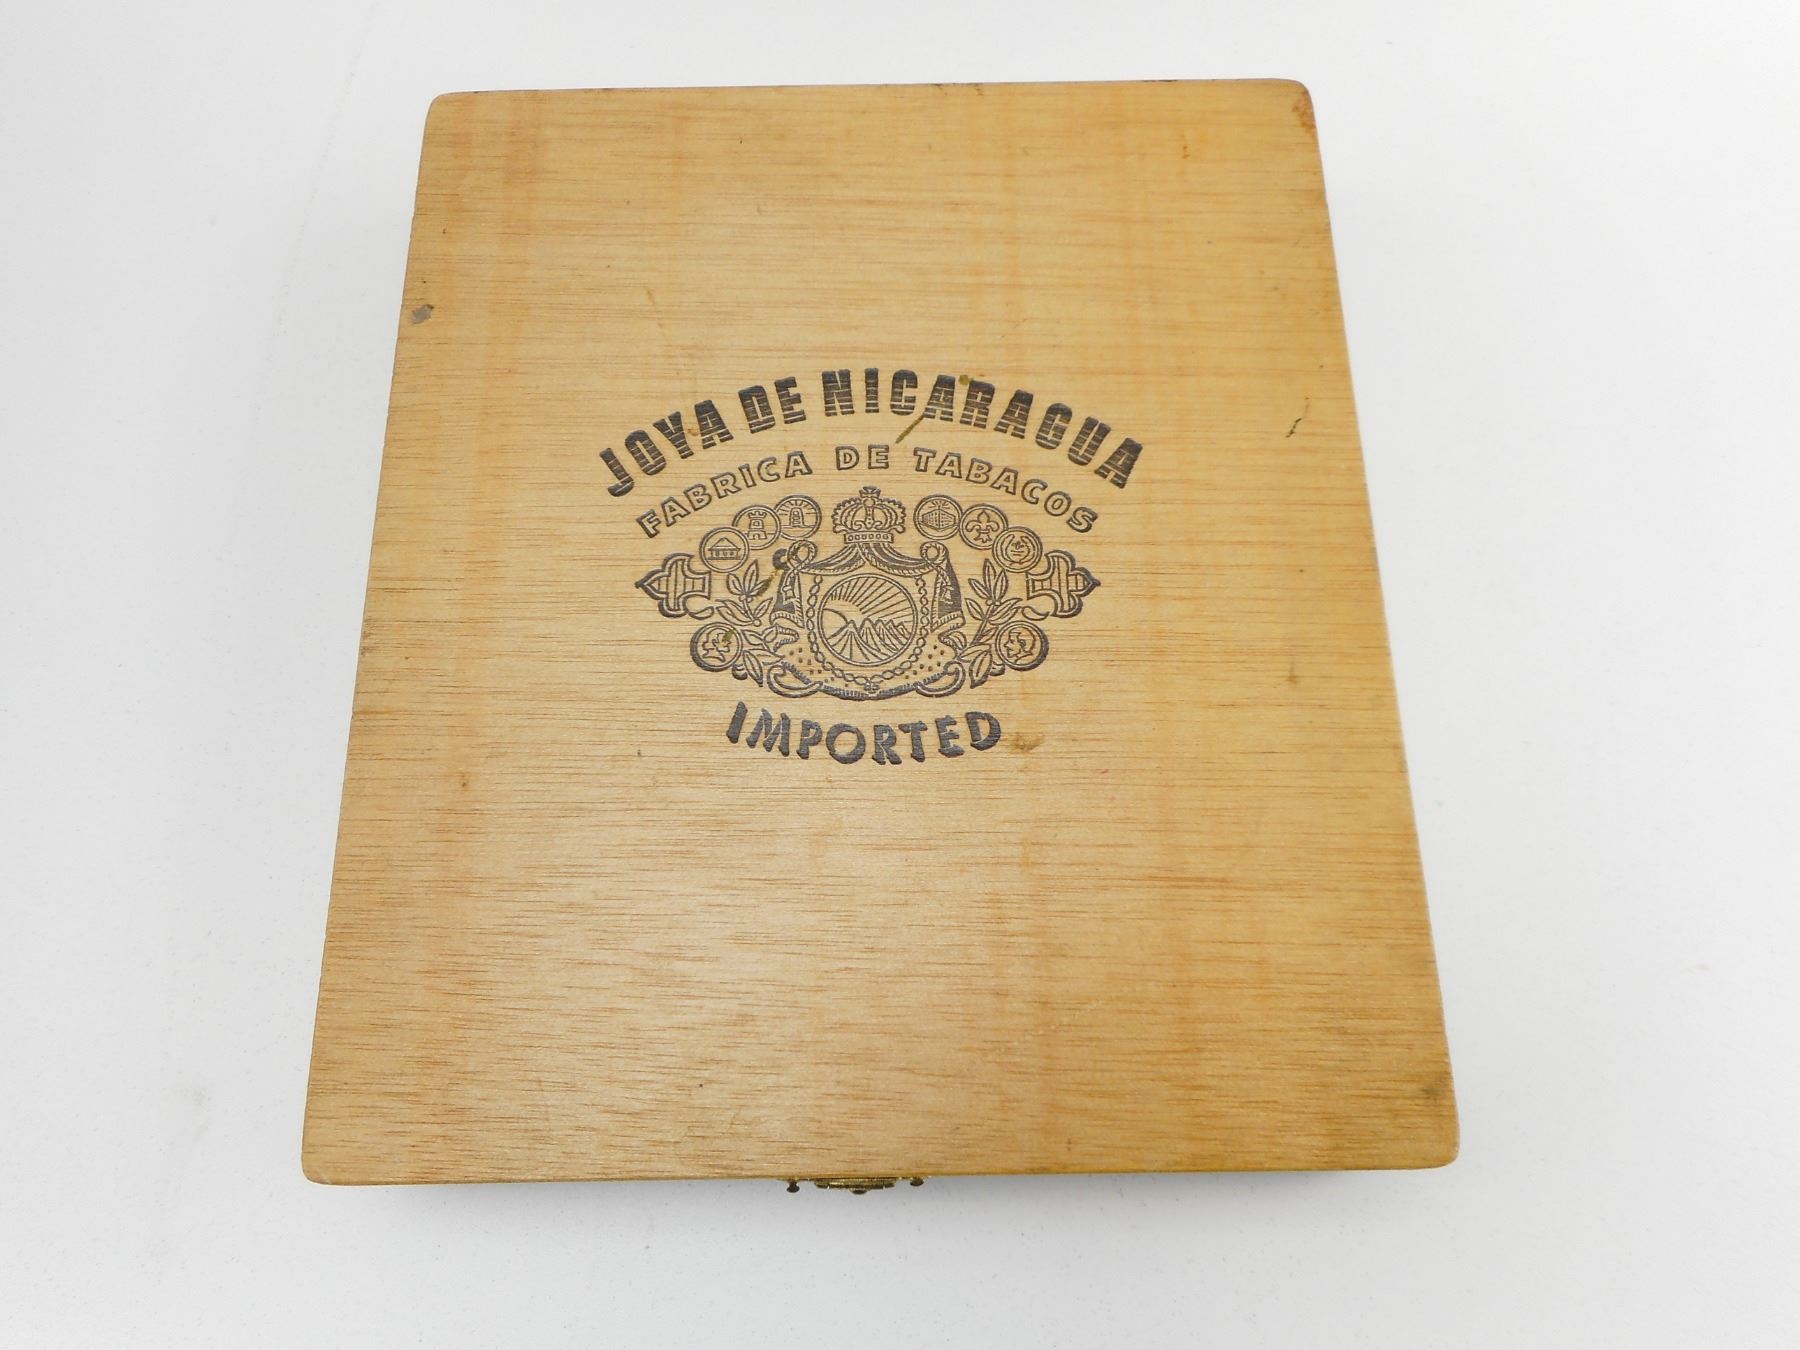 JOYA DE NICARAGUA
FABRICA DE TABACOS
IMPORTED